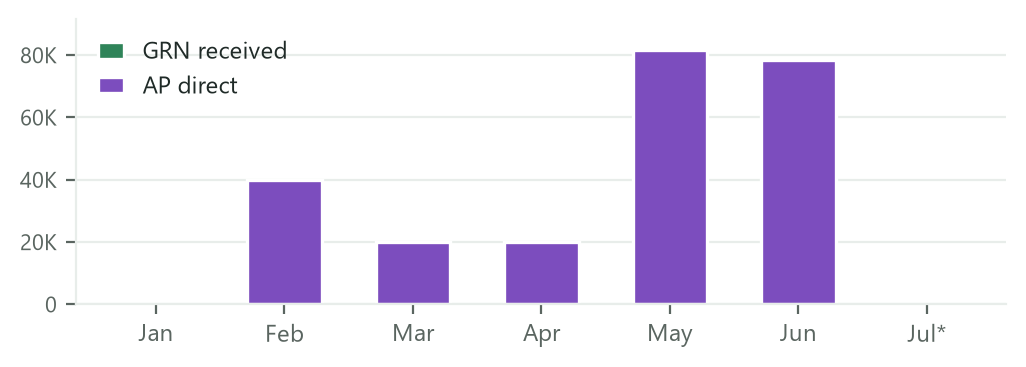 GRN received
AP direct
80K
60K
40K
20K
0
Jan Feb Mar Apr May Jun Jul*